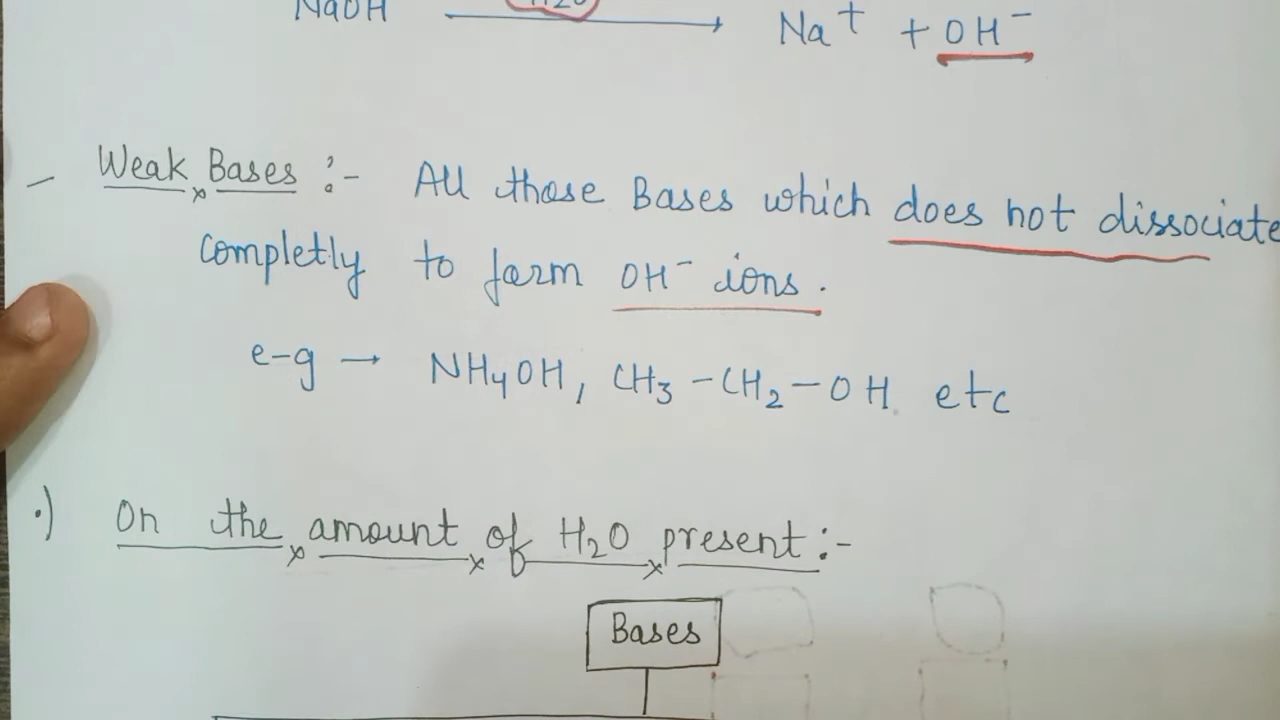 NaOH H2O → Na⁺ + OH⁻
– Weak Bases :- All those Bases which does not dissociate
completly to form OH⁻ ions.
e-g → NH₄OH, CH₃-CH₂-OH etc
•) On the amount of H₂O present :-
Bases